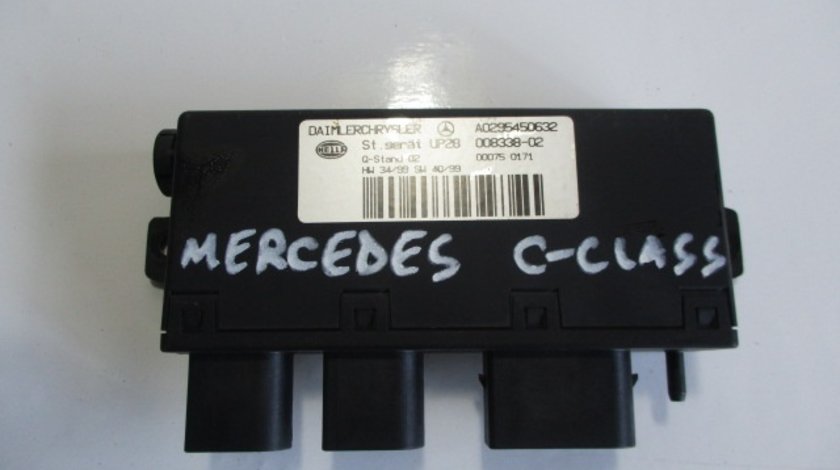 DAIMLERCHRYSLER A0295450632
HELLA St.gerät UP28 008338-02
Q-Stand 02 00075 0171
HW 34/99 SW 40/99
MERCEDES C-CLASS